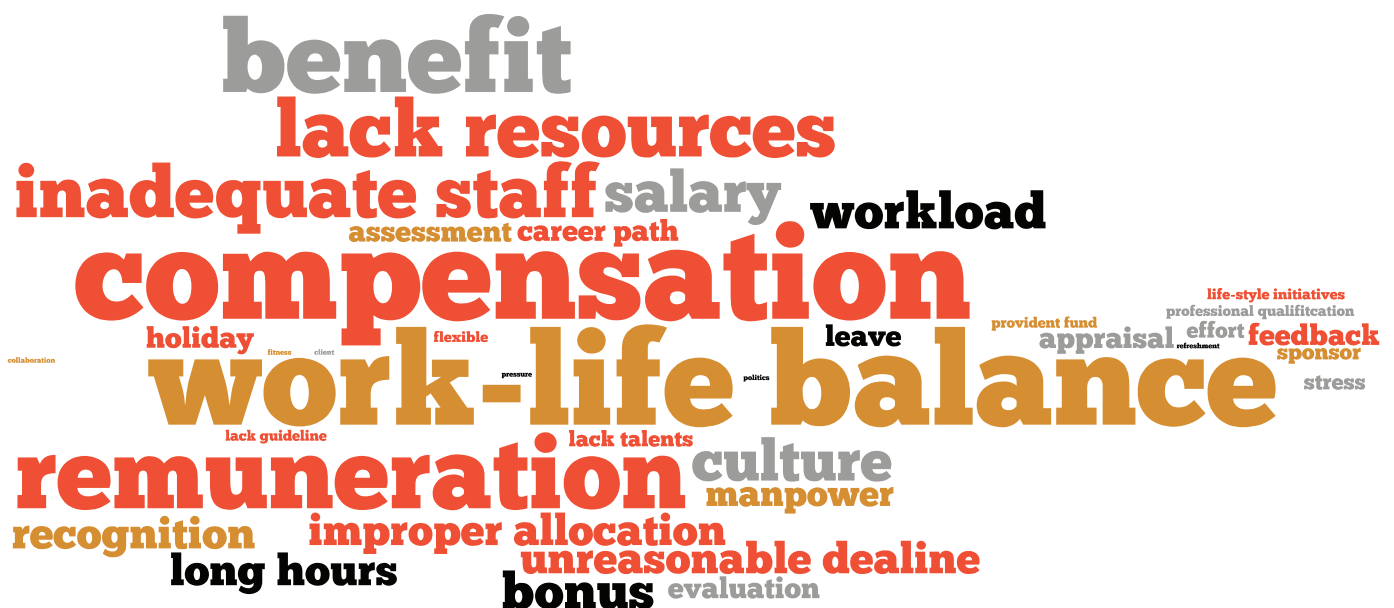 benefit
lack resources
inadequate staff
salary
workload
assessment
career path
compensation
life-style initiatives
professional qualifitcation
provident fund
holiday
flexible
leave
appraisal
effort
feedback
refreshment
sponsor
collaboration
fitness
client
work-life balance
pressure
politics
stress
lack guideline
lack talents
remuneration
culture
manpower
recognition
improper allocation
unreasonable dealine
long hours
bonus
evaluation